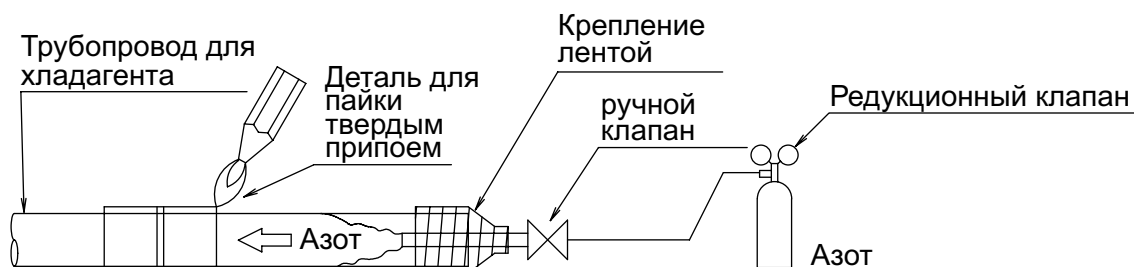 Трубопровод для
хладагента
Деталь для
пайки
твердым
припоем
Крепление
лентой
ручной
клапан
Редукционный клапан
Азот
Азот